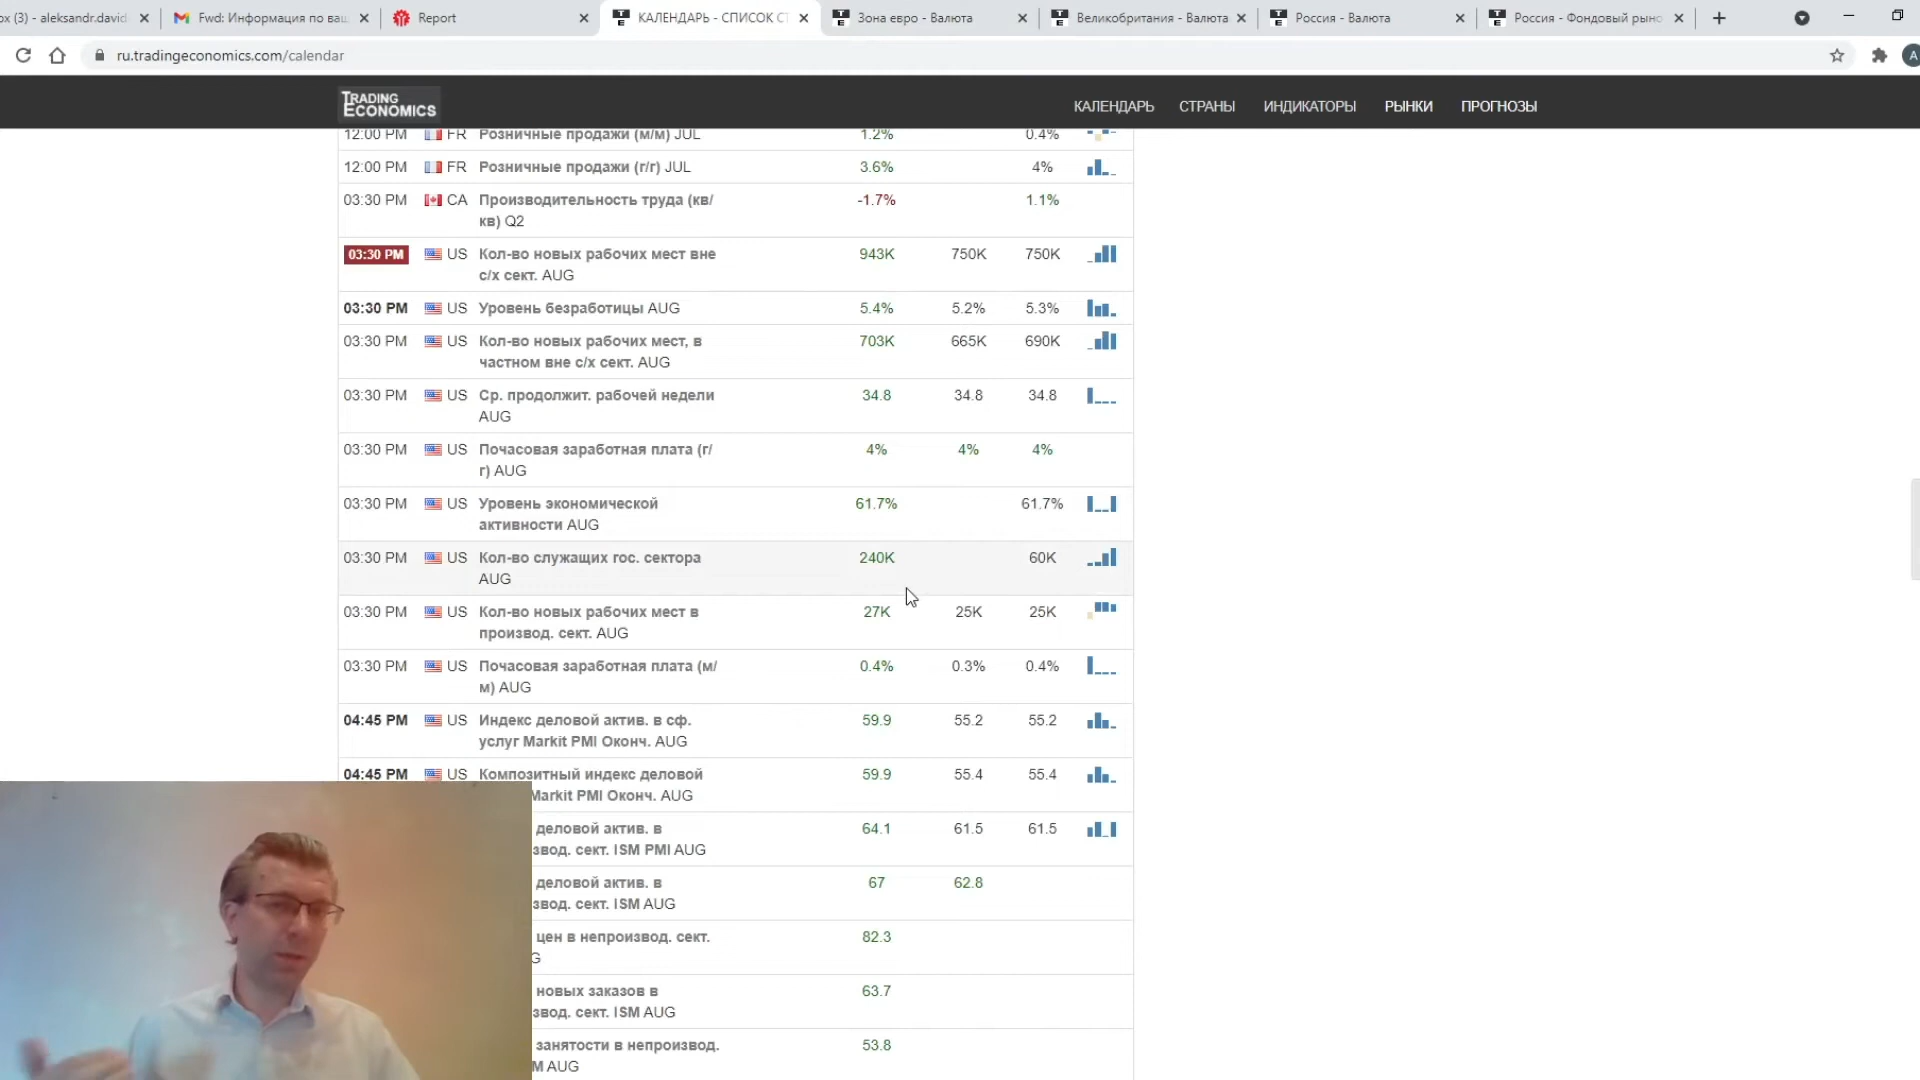 ox (3) - aleksandr.david
Fwd: Информация по ваш
Report
КАЛЕНДАРЬ - СПИСОК СТ
Зона евро - Валюта
Великобритания - Валюта
Россия - Валюта
Россия - Фондовый рыно
ru.tradingeconomics.com/calendar
A
TRADING
ECONOMICS
КАЛЕНДАРЬ СТРАНЫ ИНДИКАТОРЫ РЫНКИ ПРОГНОЗЫ
12:00 PM FR Розничные продажи (м/м) JUL 1.2% 0.4%
12:00 PM FR Розничные продажи (г/г) JUL 3.6% 4%
03:30 PM CA Производительность труда (кв/ -1.7% 1.1%
кв) Q2
03:30 PM US Кол-во новых рабочих мест вне 943K 750K 750K
с/х сект. AUG
03:30 PM US Уровень безработицы AUG 5.4% 5.2% 5.3%
03:30 PM US Кол-во новых рабочих мест, в 703K 665K 690K
частном вне с/х сект. AUG
03:30 PM US Ср. продолжит. рабочей недели 34.8 34.8 34.8
AUG
03:30 PM US Почасовая заработная плата (г/ 4% 4% 4%
г) AUG
03:30 PM US Уровень экономической 61.7% 61.7%
активности AUG
03:30 PM US Кол-во служащих гос. сектора 240K 60K
AUG
03:30 PM US Кол-во новых рабочих мест в 27K 25K 25K
производ. сект. AUG
03:30 PM US Почасовая заработная плата (м/ 0.4% 0.3% 0.4%
м) AUG
04:45 PM US Индекс деловой актив. в сф. 59.9 55.2 55.2
услуг Markit PMI Оконч. AUG
04:45 PM US Композитный индекс деловой 59.9 55.4 55.4
Markit PMI Оконч. AUG
деловой актив. в 64.1 61.5 61.5
звод. сект. ISM PMI AUG
деловой актив. в 67 62.8
звод. сект. ISM AUG
цен в непроизвод. сект. 82.3
G
новых заказов в 63.7
звод. сект. ISM AUG
занятости в непроизвод. 53.8
M AUG